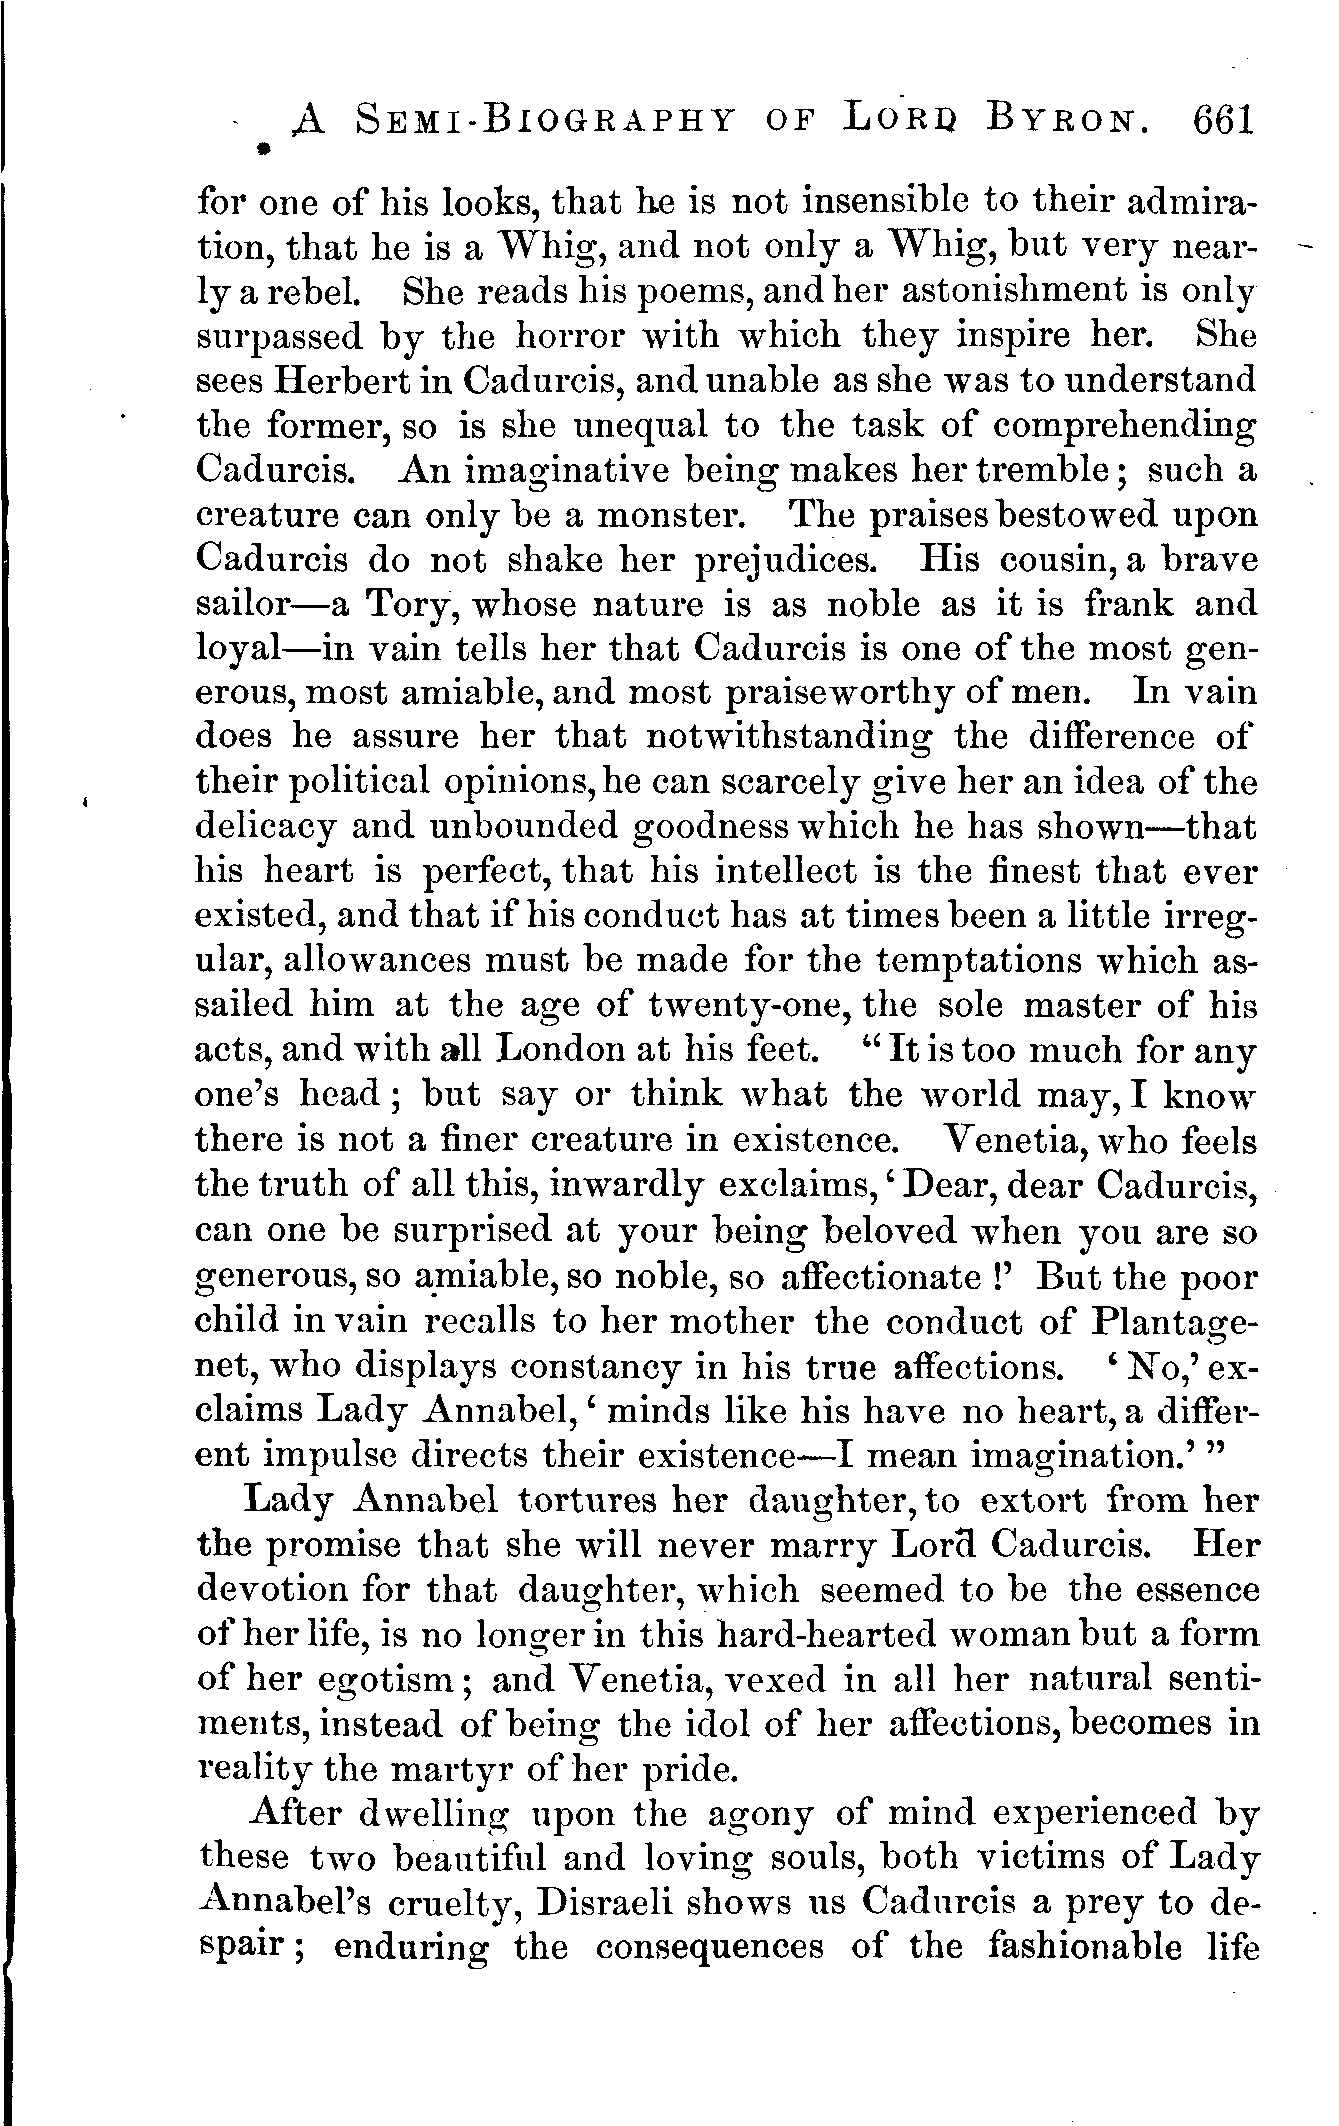 A SEMI-BIOGRAPHY OF LORD BYRON. 661
for one of his looks, that he is not insensible to their admira-
tion, that he is a Whig, and not only a Whig, but very near-
ly a rebel. She reads his poems, and her astonishment is only
surpassed by the horror with which they inspire her. She
sees Herbert in Cadurcis, and unable as she was to understand
the former, so is she unequal to the task of comprehending
Cadurcis. An imaginative being makes her tremble; such a
creature can only be a monster. The praises bestowed upon
Cadurcis do not shake her prejudices. His cousin, a brave
sailor—a Tory, whose nature is as noble as it is frank and
loyal—in vain tells her that Cadurcis is one of the most gen-
erous, most amiable, and most praiseworthy of men. In vain
does he assure her that notwithstanding the difference of
their political opinions, he can scarcely give her an idea of the
delicacy and unbounded goodness which he has shown—that
his heart is perfect, that his intellect is the finest that ever
existed, and that if his conduct has at times been a little irreg-
ular, allowances must be made for the temptations which as-
sailed him at the age of twenty-one, the sole master of his
acts, and with all London at his feet. “It is too much for any
one’s head; but say or think what the world may, I know
there is not a finer creature in existence. Venetia, who feels
the truth of all this, inwardly exclaims, ‘Dear, dear Cadurcis,
can one be surprised at your being beloved when you are so
generous, so amiable, so noble, so affectionate!’ But the poor
child in vain recalls to her mother the conduct of Plantage-
net, who displays constancy in his true affections. ‘No,’ ex-
claims Lady Annabel, ‘minds like his have no heart, a differ-
ent impulse directs their existence—I mean imagination.’”
Lady Annabel tortures her daughter, to extort from her
the promise that she will never marry Lord Cadurcis. Her
devotion for that daughter, which seemed to be the essence
of her life, is no longer in this hard-hearted woman but a form
of her egotism; and Venetia, vexed in all her natural senti-
ments, instead of being the idol of her affections, becomes in
reality the martyr of her pride.
After dwelling upon the agony of mind experienced by
these two beautiful and loving souls, both victims of Lady
Annabel’s cruelty, Disraeli shows us Cadurcis a prey to de-
spair; enduring the consequences of the fashionable life